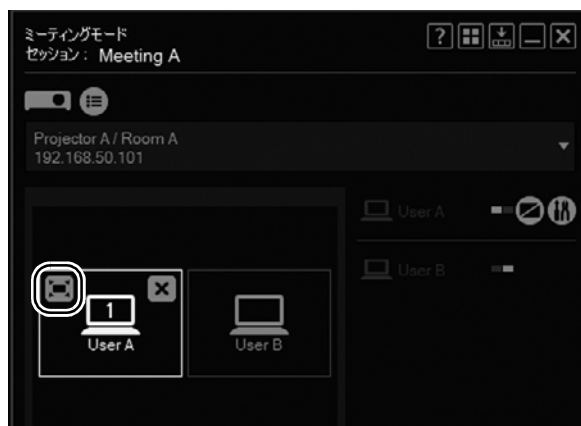 ミーティングモード
セッション： Meeting A
?
Projector A / Room A
192.168.50.101
User A
User B
1
User A
User B